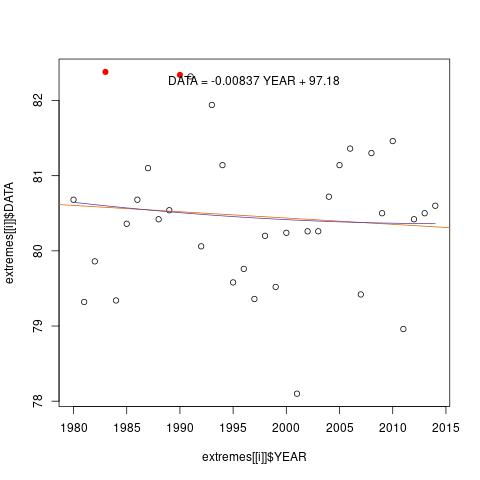 DATA = -0.00837 YEAR + 97.18
82
81
80
79
78
extremes[[i]]$DATA
1980 1985 1990 1995 2000 2005 2010 2015
extremes[[i]]$YEAR